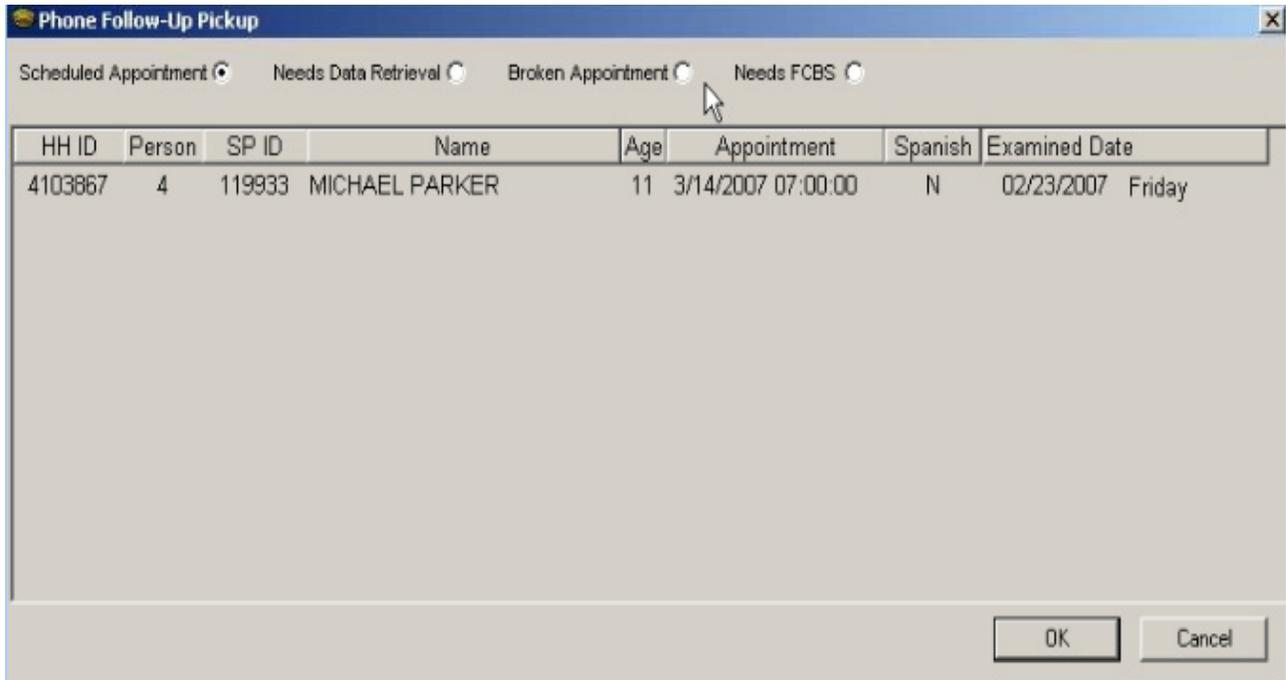 Phone Follow-Up Pickup
Scheduled Appointment Needs Data Retrieval Broken Appointment Needs FCBS
HH ID Person SP ID Name Age Appointment Spanish Examined Date
4103867 4 119933 MICHAEL PARKER 11 3/14/2007 07:00:00 N 02/23/2007 Friday
OK Cancel